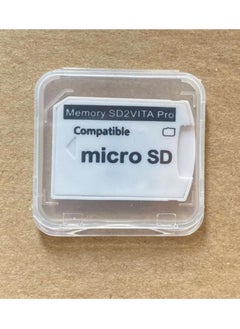 Memory SD2VITA Pro
Compatible
micro SD